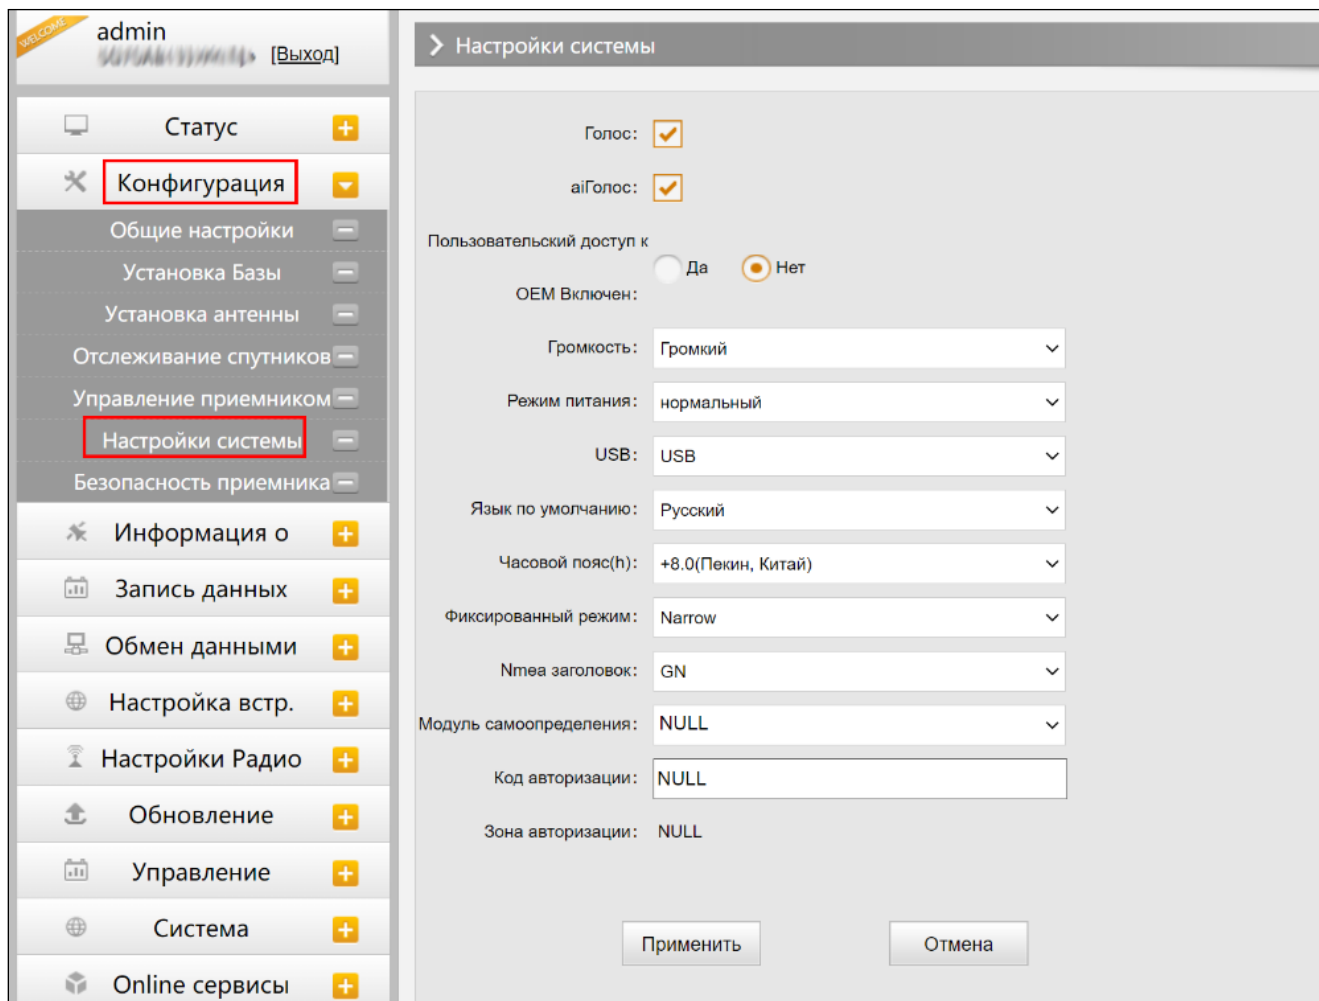 WELCOME
admin
[Выход]
Статус
Конфигурация
Общие настройки
Установка Базы
Установка антенны
Отслеживание спутников
Управление приемником
Настройки системы
Безопасность приемника
Информация о
Запись данных
Обмен данными
Настройка встр.
Настройки Радио
Обновление
Управление
Система
Online сервисы
Настройки системы
Голос:
aiГолос:
Пользовательский доступ к
OEM Включен:
Да Нет
Громкость: Громкий
Режим питания: нормальный
USB: USB
Язык по умолчанию: Русский
Часовой пояс(h): +8.0(Пекин, Китай)
Фиксированный режим: Narrow
Nmea заголовок: GN
Модуль самоопределения: NULL
Код авторизации: NULL
Зона авторизации: NULL
Применить Отмена